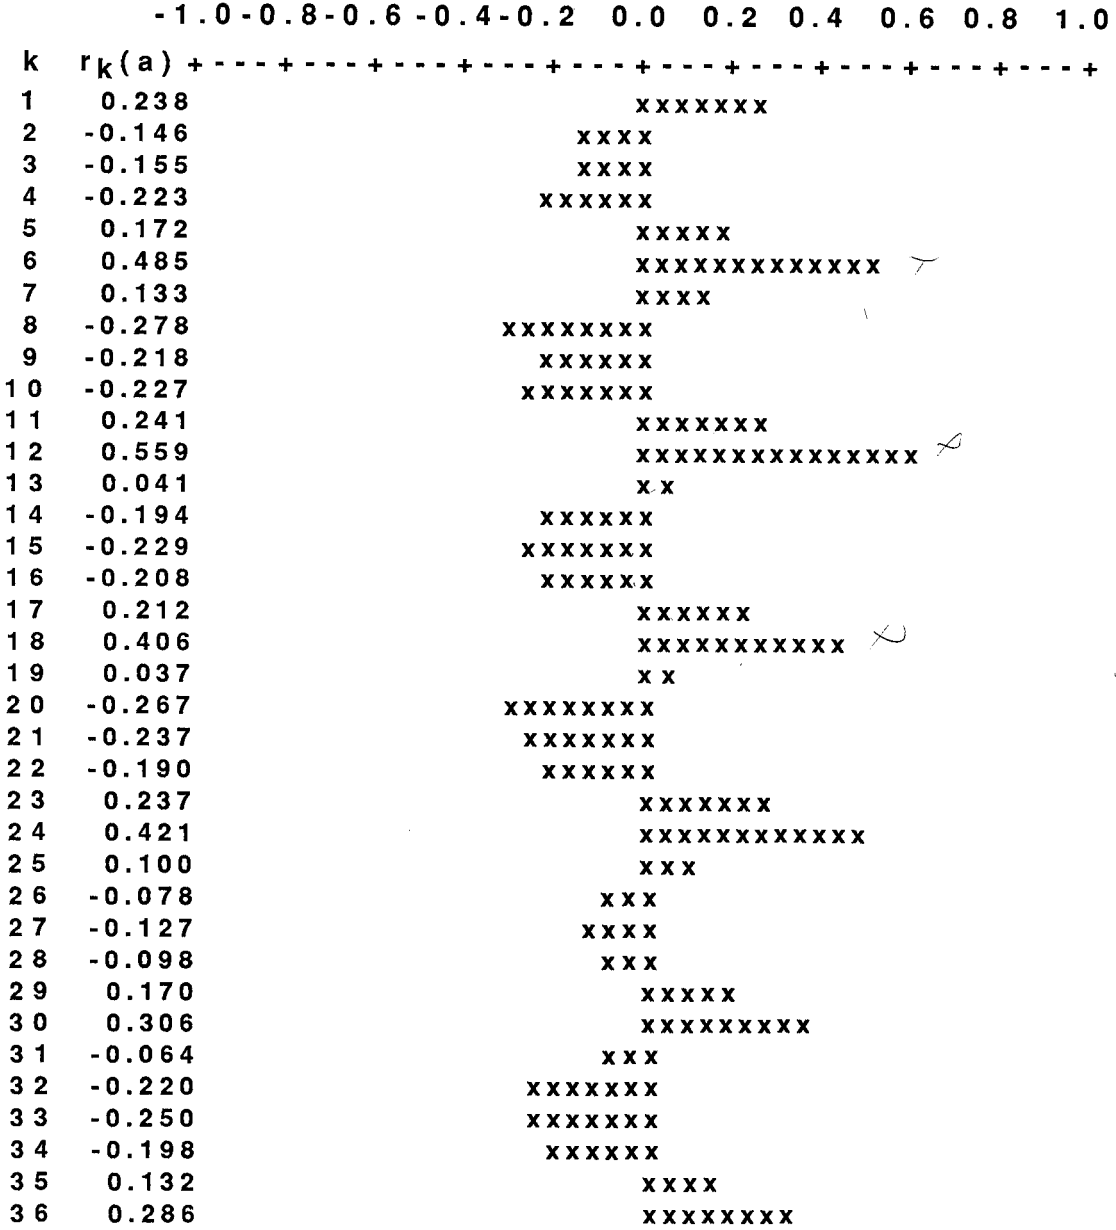 -1.0-0.8-0.6 -0.4-0.2 0.0 0.2 0.4 0.6 0.8 1.0
k rk(a) +---+---+---+---+---+---+---+---+---+---+
1 0.238 xxxxxxx
2 -0.146 xxxx
3 -0.155 xxxx
4 -0.223 xxxxxx
5 0.172 xxxxx
6 0.485 xxxxxxxxxxxxx
7 0.133 xxxx
8 -0.278 xxxxxxxx
9 -0.218 xxxxxx
10 -0.227 xxxxxxx
11 0.241 xxxxxxx
12 0.559 xxxxxxxxxxxxxxx
13 0.041 xx
14 -0.194 xxxxxx
15 -0.229 xxxxxxx
16 -0.208 xxxxxx
17 0.212 xxxxxx
18 0.406 xxxxxxxxxxx
19 0.037 xx
20 -0.267 xxxxxxxx
21 -0.237 xxxxxxx
22 -0.190 xxxxxx
23 0.237 xxxxxxx
24 0.421 xxxxxxxxxxxx
25 0.100 xxx
26 -0.078 xxx
27 -0.127 xxxx
28 -0.098 xxx
29 0.170 xxxxx
30 0.306 xxxxxxxxx
31 -0.064 xxx
32 -0.220 xxxxxxx
33 -0.250 xxxxxxx
34 -0.198 xxxxxx
35 0.132 xxxx
36 0.286 xxxxxxxx